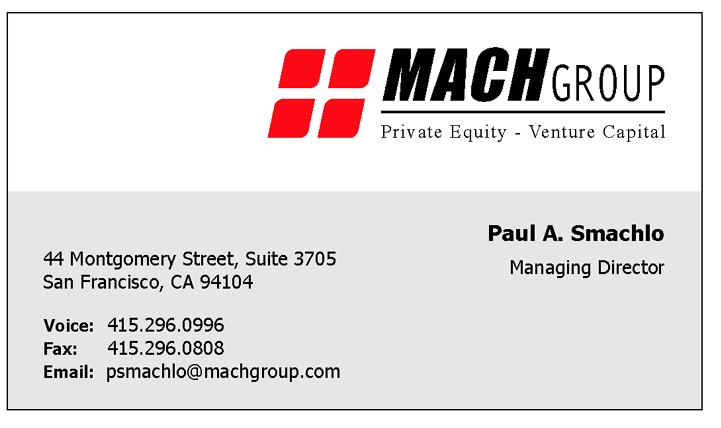 MACHGROUP
Private Equity - Venture Capital
Paul A. Smachlo
Managing Director
44 Montgomery Street, Suite 3705
San Francisco, CA 94104
Voice: 415.296.0996
Fax: 415.296.0808
Email: psmachlo@machgroup.com